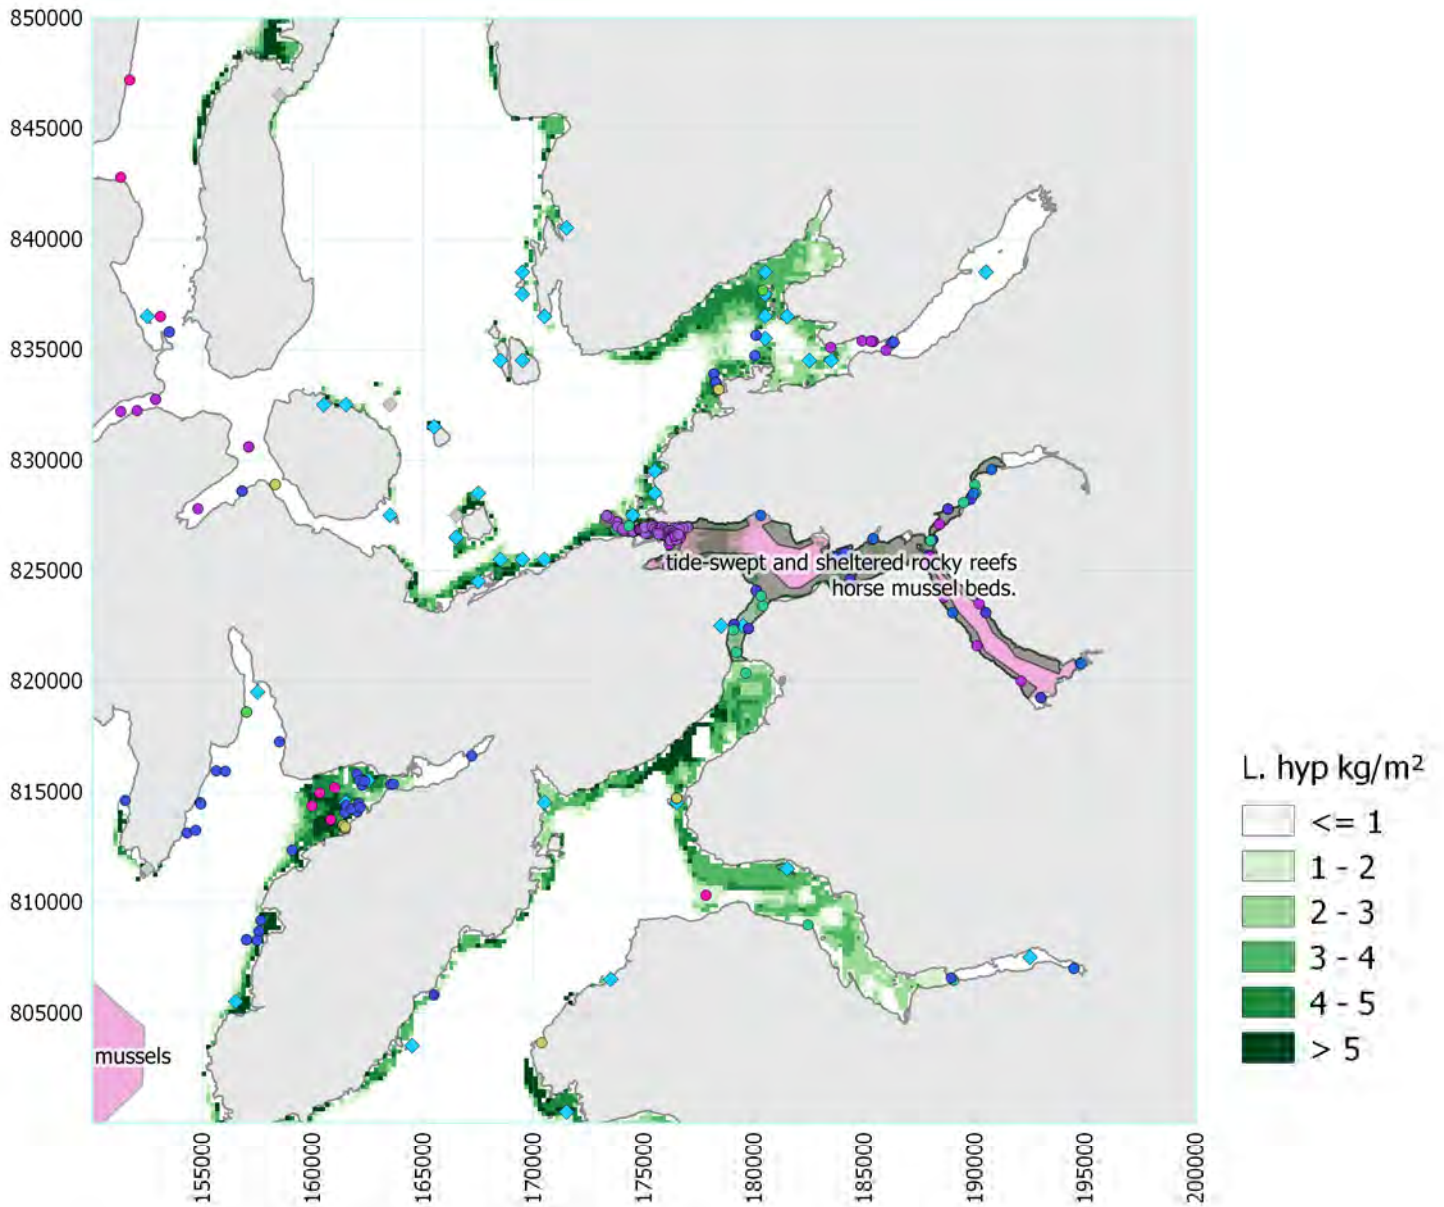 850000
845000
840000
835000
830000
825000
820000
815000
810000
805000
tide-swept and sheltered rocky reefs
horse mussel beds.
mussels
155000
160000
165000
170000
175000
180000
185000
190000
195000
200000
L. hyp kg/m²
<= 1
1 - 2
2 - 3
3 - 4
4 - 5
> 5